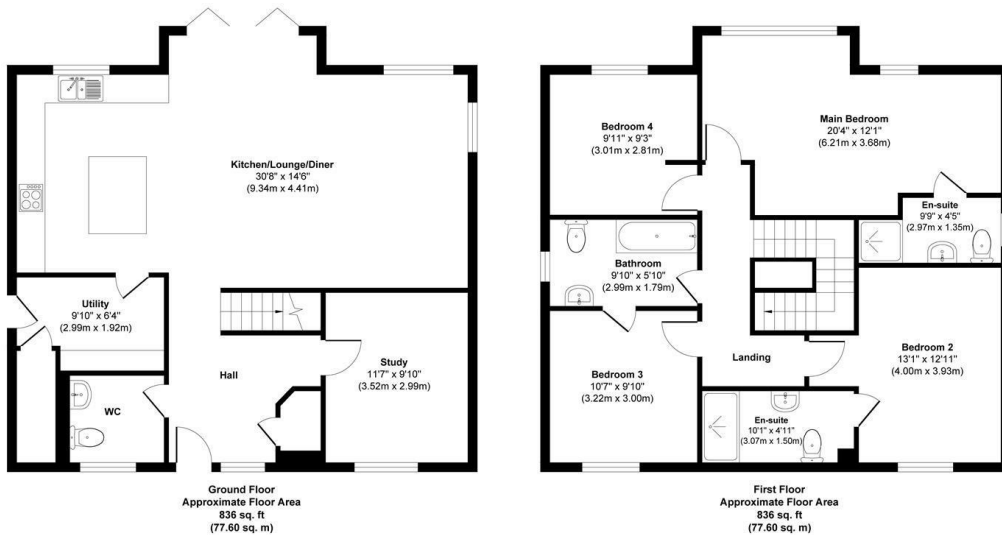 Kitchen/Lounge/Diner
30'8" x 14'6"
(9.34m x 4.41m)
Utility
9'10" x 6'4"
(2.99m x 1.92m)
WC
Hall
Study
11'7" x 9'10"
(3.52m x 2.99m)
Ground Floor
Approximate Floor Area
836 sq. ft
(77.60 sq. m)
Bedroom 4
9'11" x 9'3"
(3.01m x 2.81m)
Main Bedroom
20'4" x 12'1"
(6.21m x 3.68m)
En-suite
9'9" x 4'5"
(2.97m x 1.35m)
Bathroom
9'10" x 5'10"
(2.99m x 1.79m)
Bedroom 3
10'7" x 9'10"
(3.22m x 3.00m)
Landing
Bedroom 2
13'1" x 12'11"
(4.00m x 3.93m)
En-suite
10'1" x 4'11"
(3.07m x 1.50m)
First Floor
Approximate Floor Area
836 sq. ft
(77.60 sq. m)